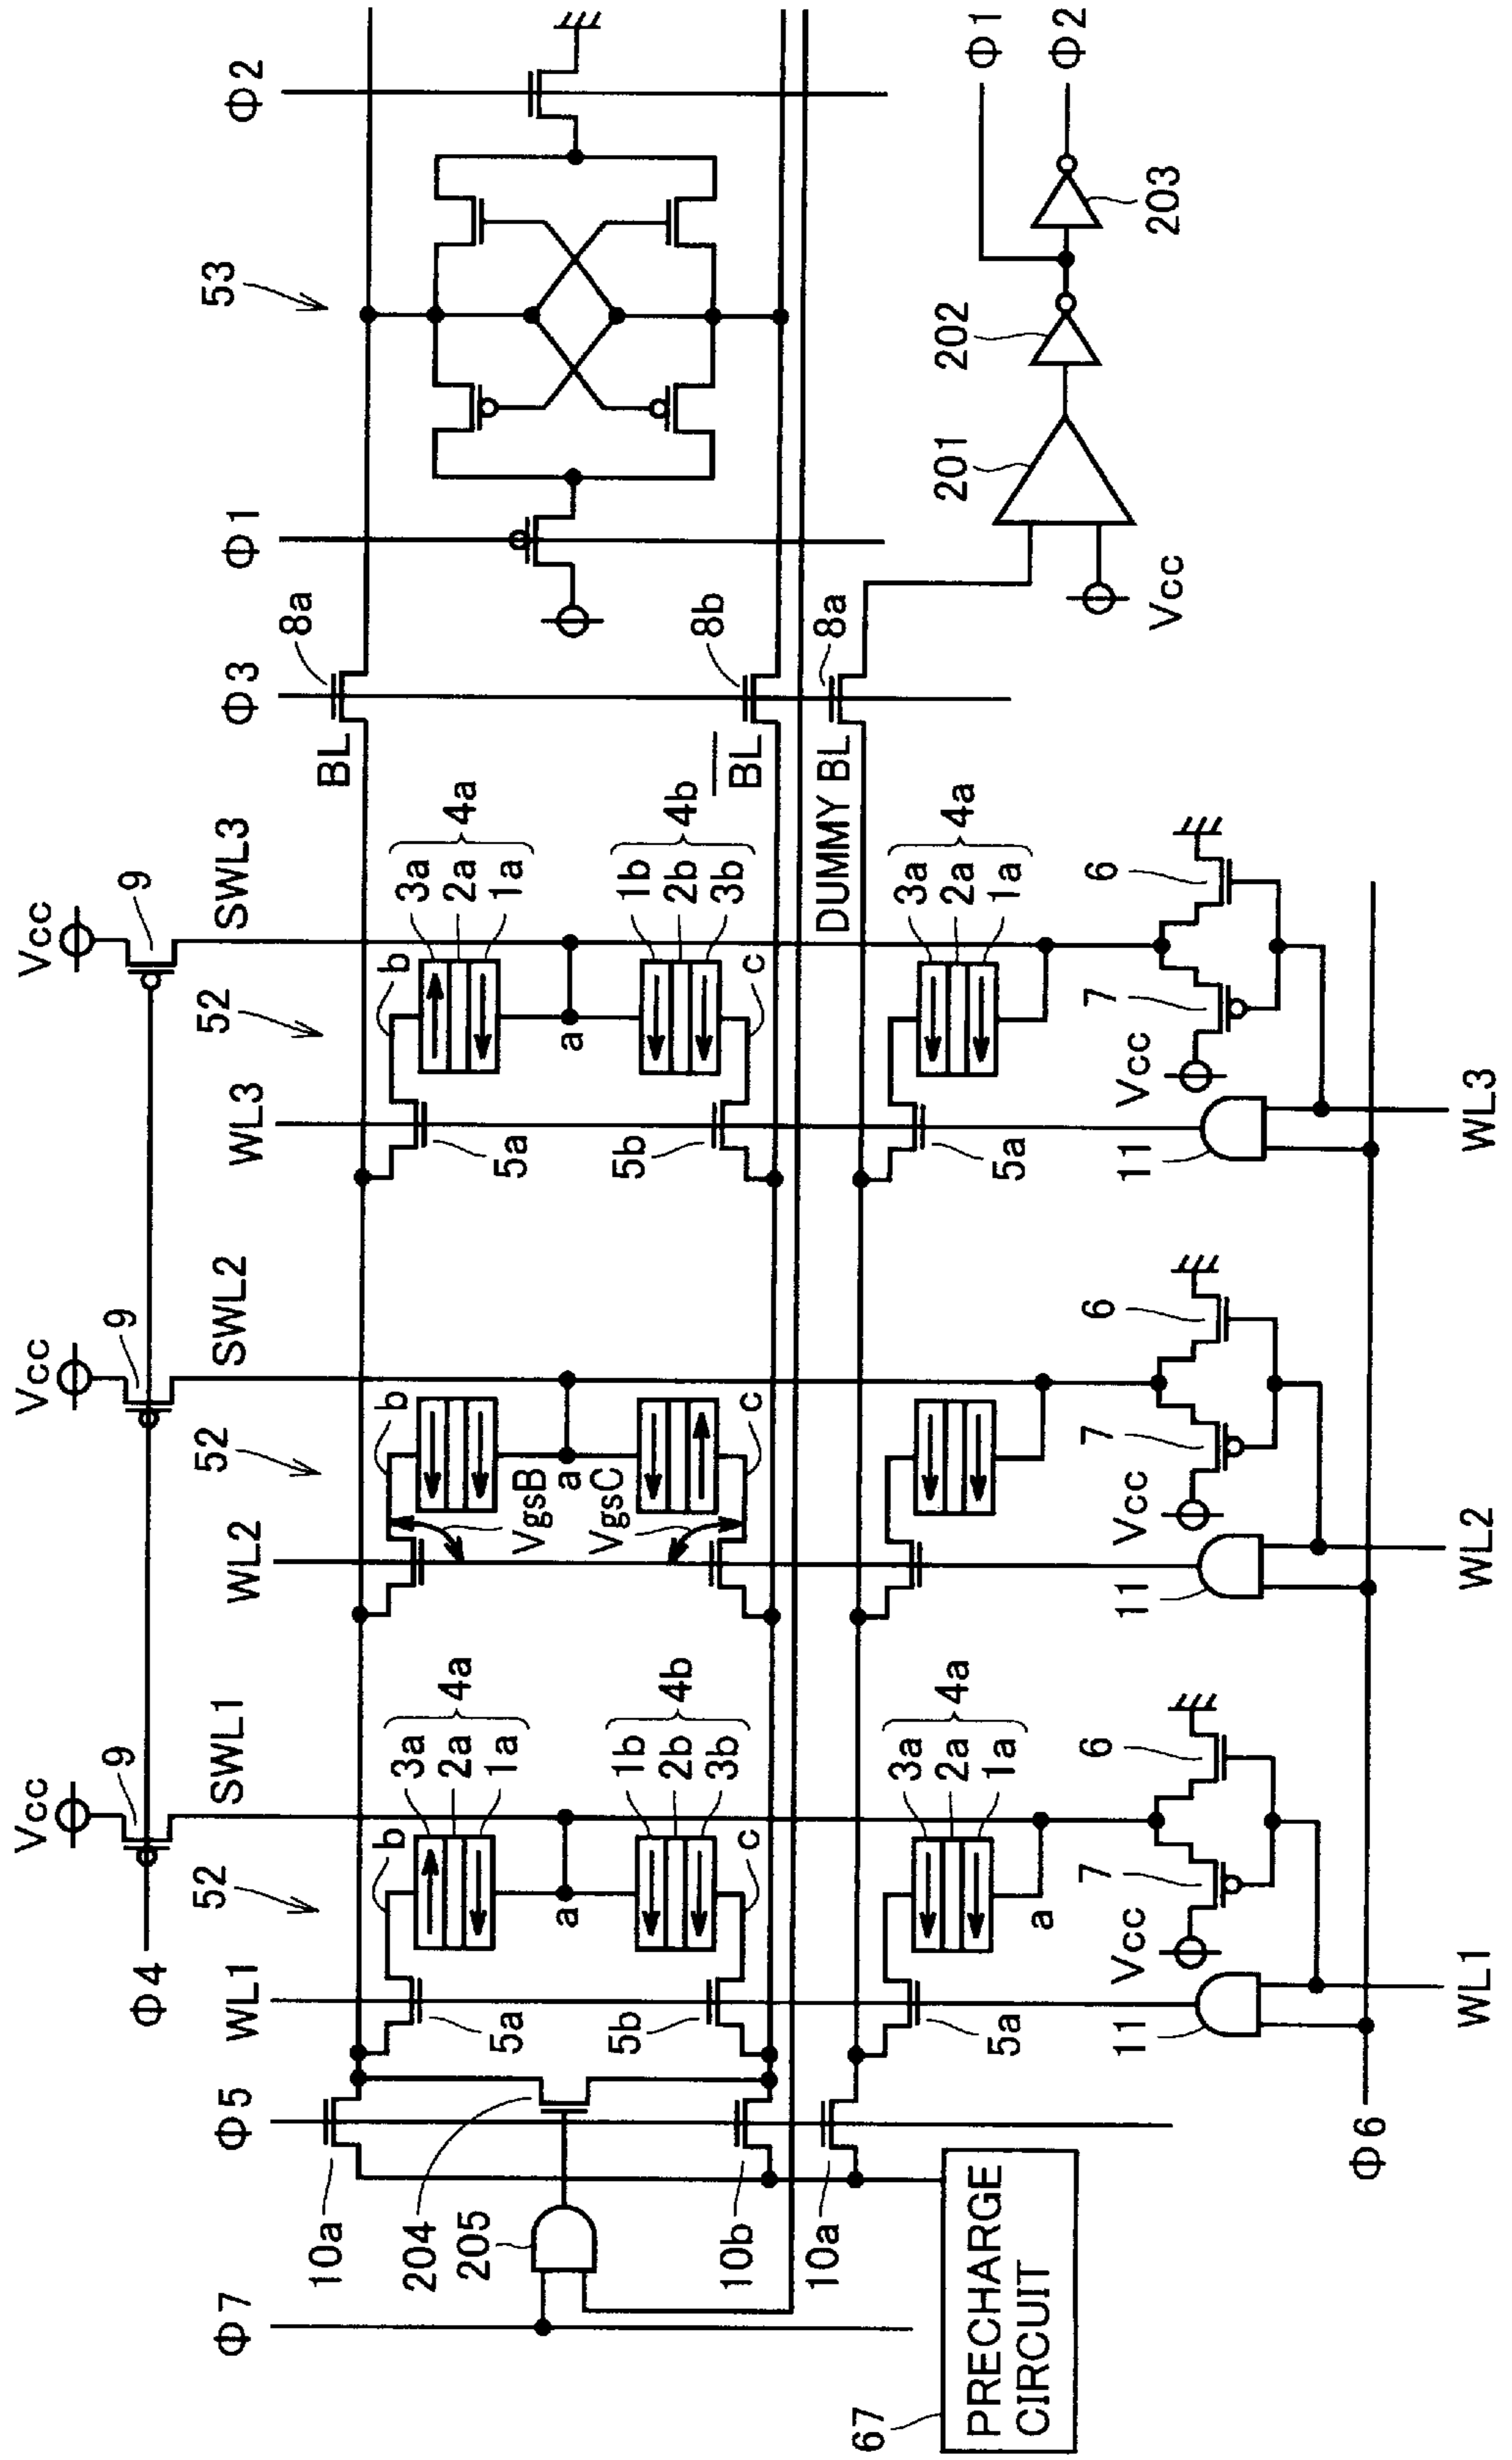 Φ7
Φ5
WL1
WL2
WL3
Φ3
Φ1
Φ2
Φ4
52
52
52
53
Vcc
9
SWL1
Vcc
9
SWL2
Vcc
9
SWL3
10a
204
205
10b
10a
5a
5b
5a
b
a
c
3a
2a
1a
4a
1b
2b
3b
4b
3a
2a
1a
4a
a
b
VgsB
a
VgsC
c
5a
5b
5a
b
a
c
3a
2a
1a
4a
1b
2b
3b
4b
3a
2a
1a
4a
BL
8a
BL
8b
DUMMY BL
8a
201
202
203
Vcc
Φ1
Φ2
Vcc
7
6
11
Vcc
7
6
11
Vcc
7
6
11
67
PRECHARGE
CIRCUIT
Φ6
WL1
WL2
WL3